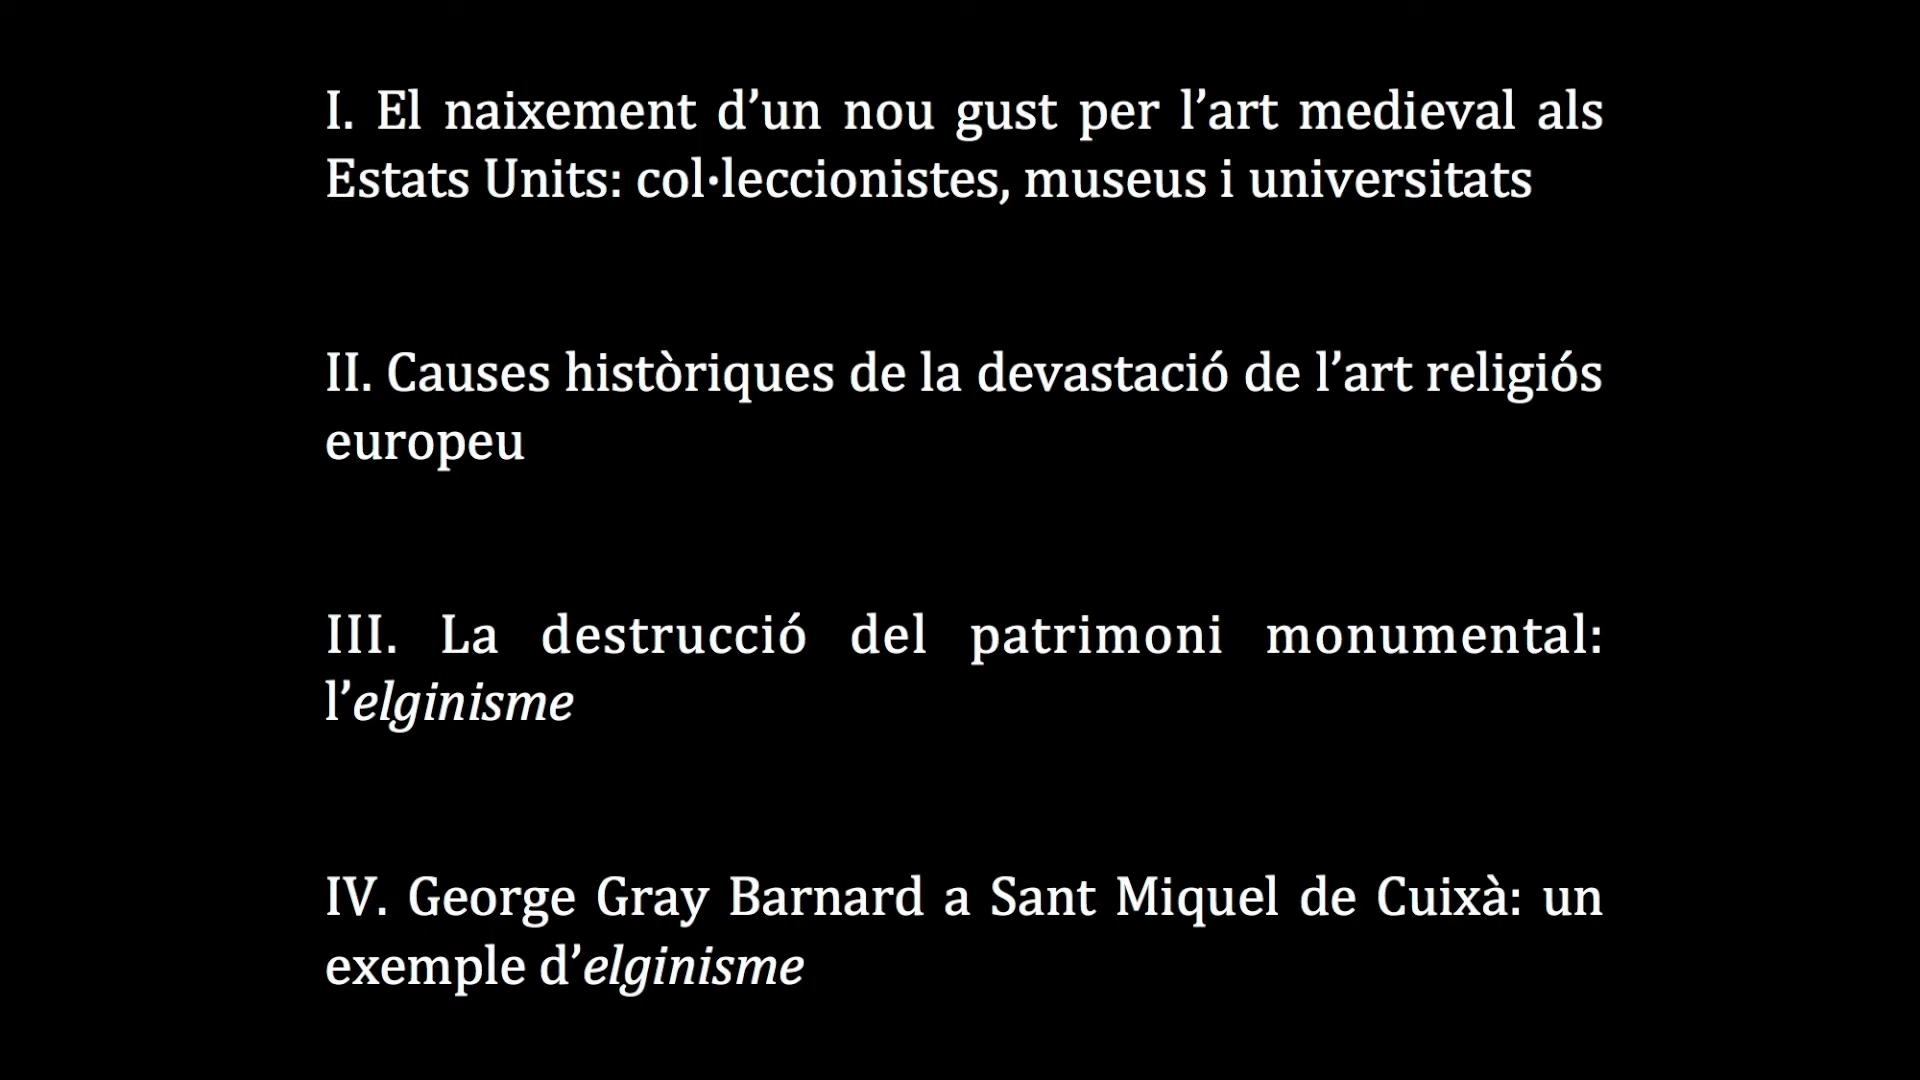 I. El naixement d’un nou gust per l’art medieval als
Estats Units: col·leccionistes, museus i universitats
II. Causes històriques de la devastació de l’art religiós
europeu
III. La destrucció del patrimoni monumental:
l’elginisme
IV. George Gray Barnard a Sant Miquel de Cuixà: un
exemple d’elginisme